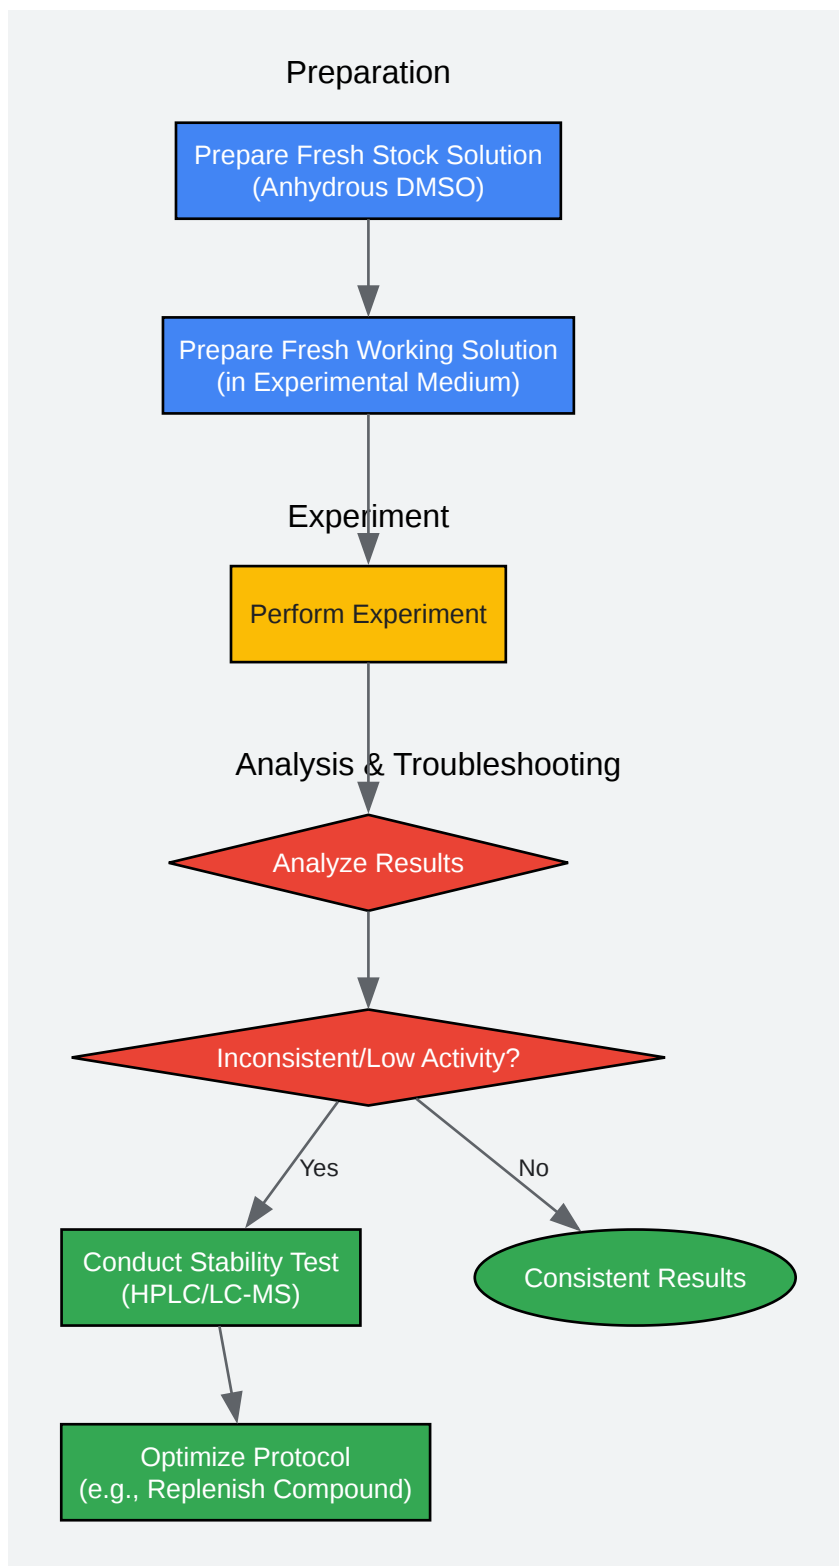 Preparation
Prepare Fresh Stock Solution
(Anhydrous DMSO)
Prepare Fresh Working Solution
(in Experimental Medium)
Experiment
Perform Experiment
Analysis & Troubleshooting
Analyze Results
Inconsistent/Low Activity?
Yes
No
Conduct Stability Test
(HPLC/LC-MS)
Consistent Results
Optimize Protocol
(e.g., Replenish Compound)